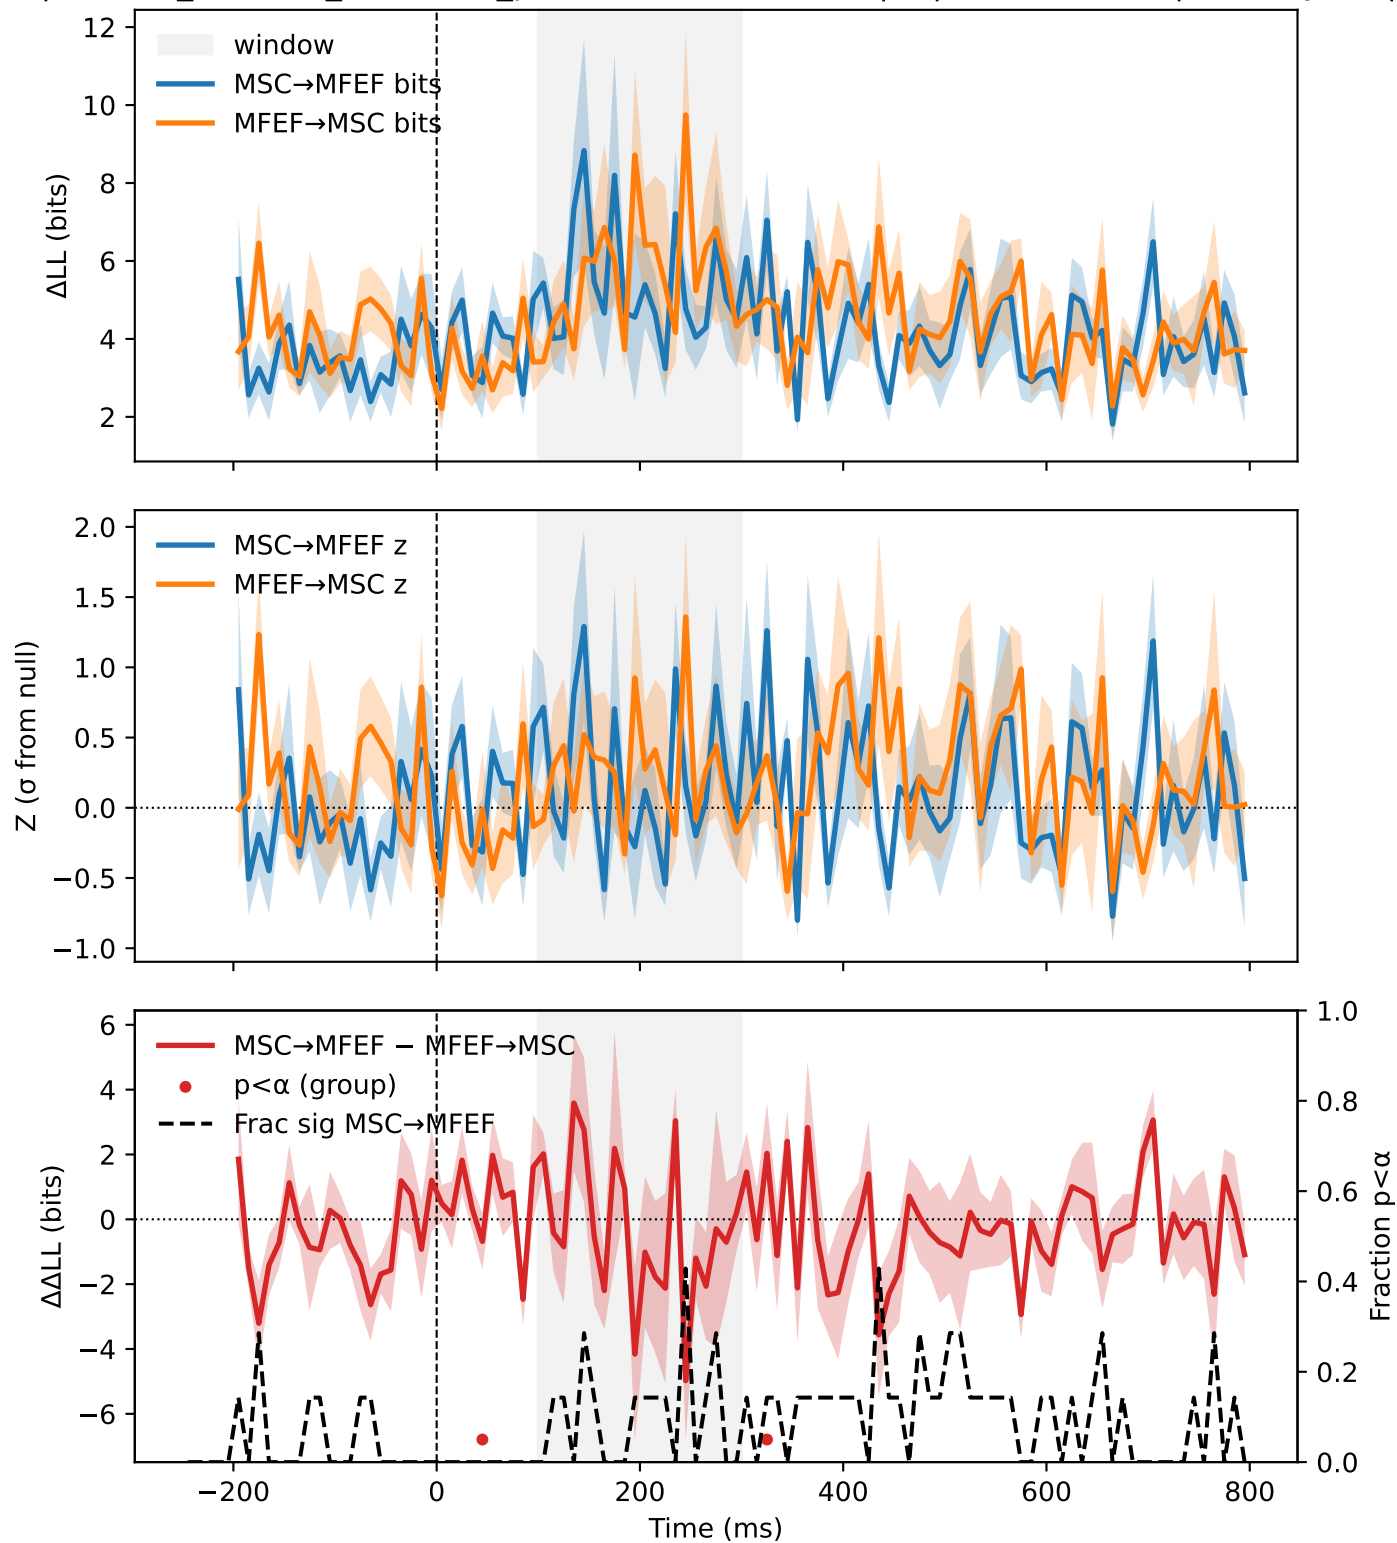 12
10
8
6
4
2
ΔLL (bits)
window
MSC→MFEF bits
MFEF→MSC bits
2.0
1.5
1.0
0.5
0.0
−0.5
−1.0
Z (σ from null)
MSC→MFEF z
MFEF→MSC z
6
4
2
0
−2
−4
−6
ΔΔLL (bits)
MSC→MFEF − MFEF→MSC
p<α (group)
Frac sig MSC→MFEF
1.0
0.8
0.6
0.4
0.2
0.0
Fraction p<α
−200
0
200
400
600
800
Time (ms)